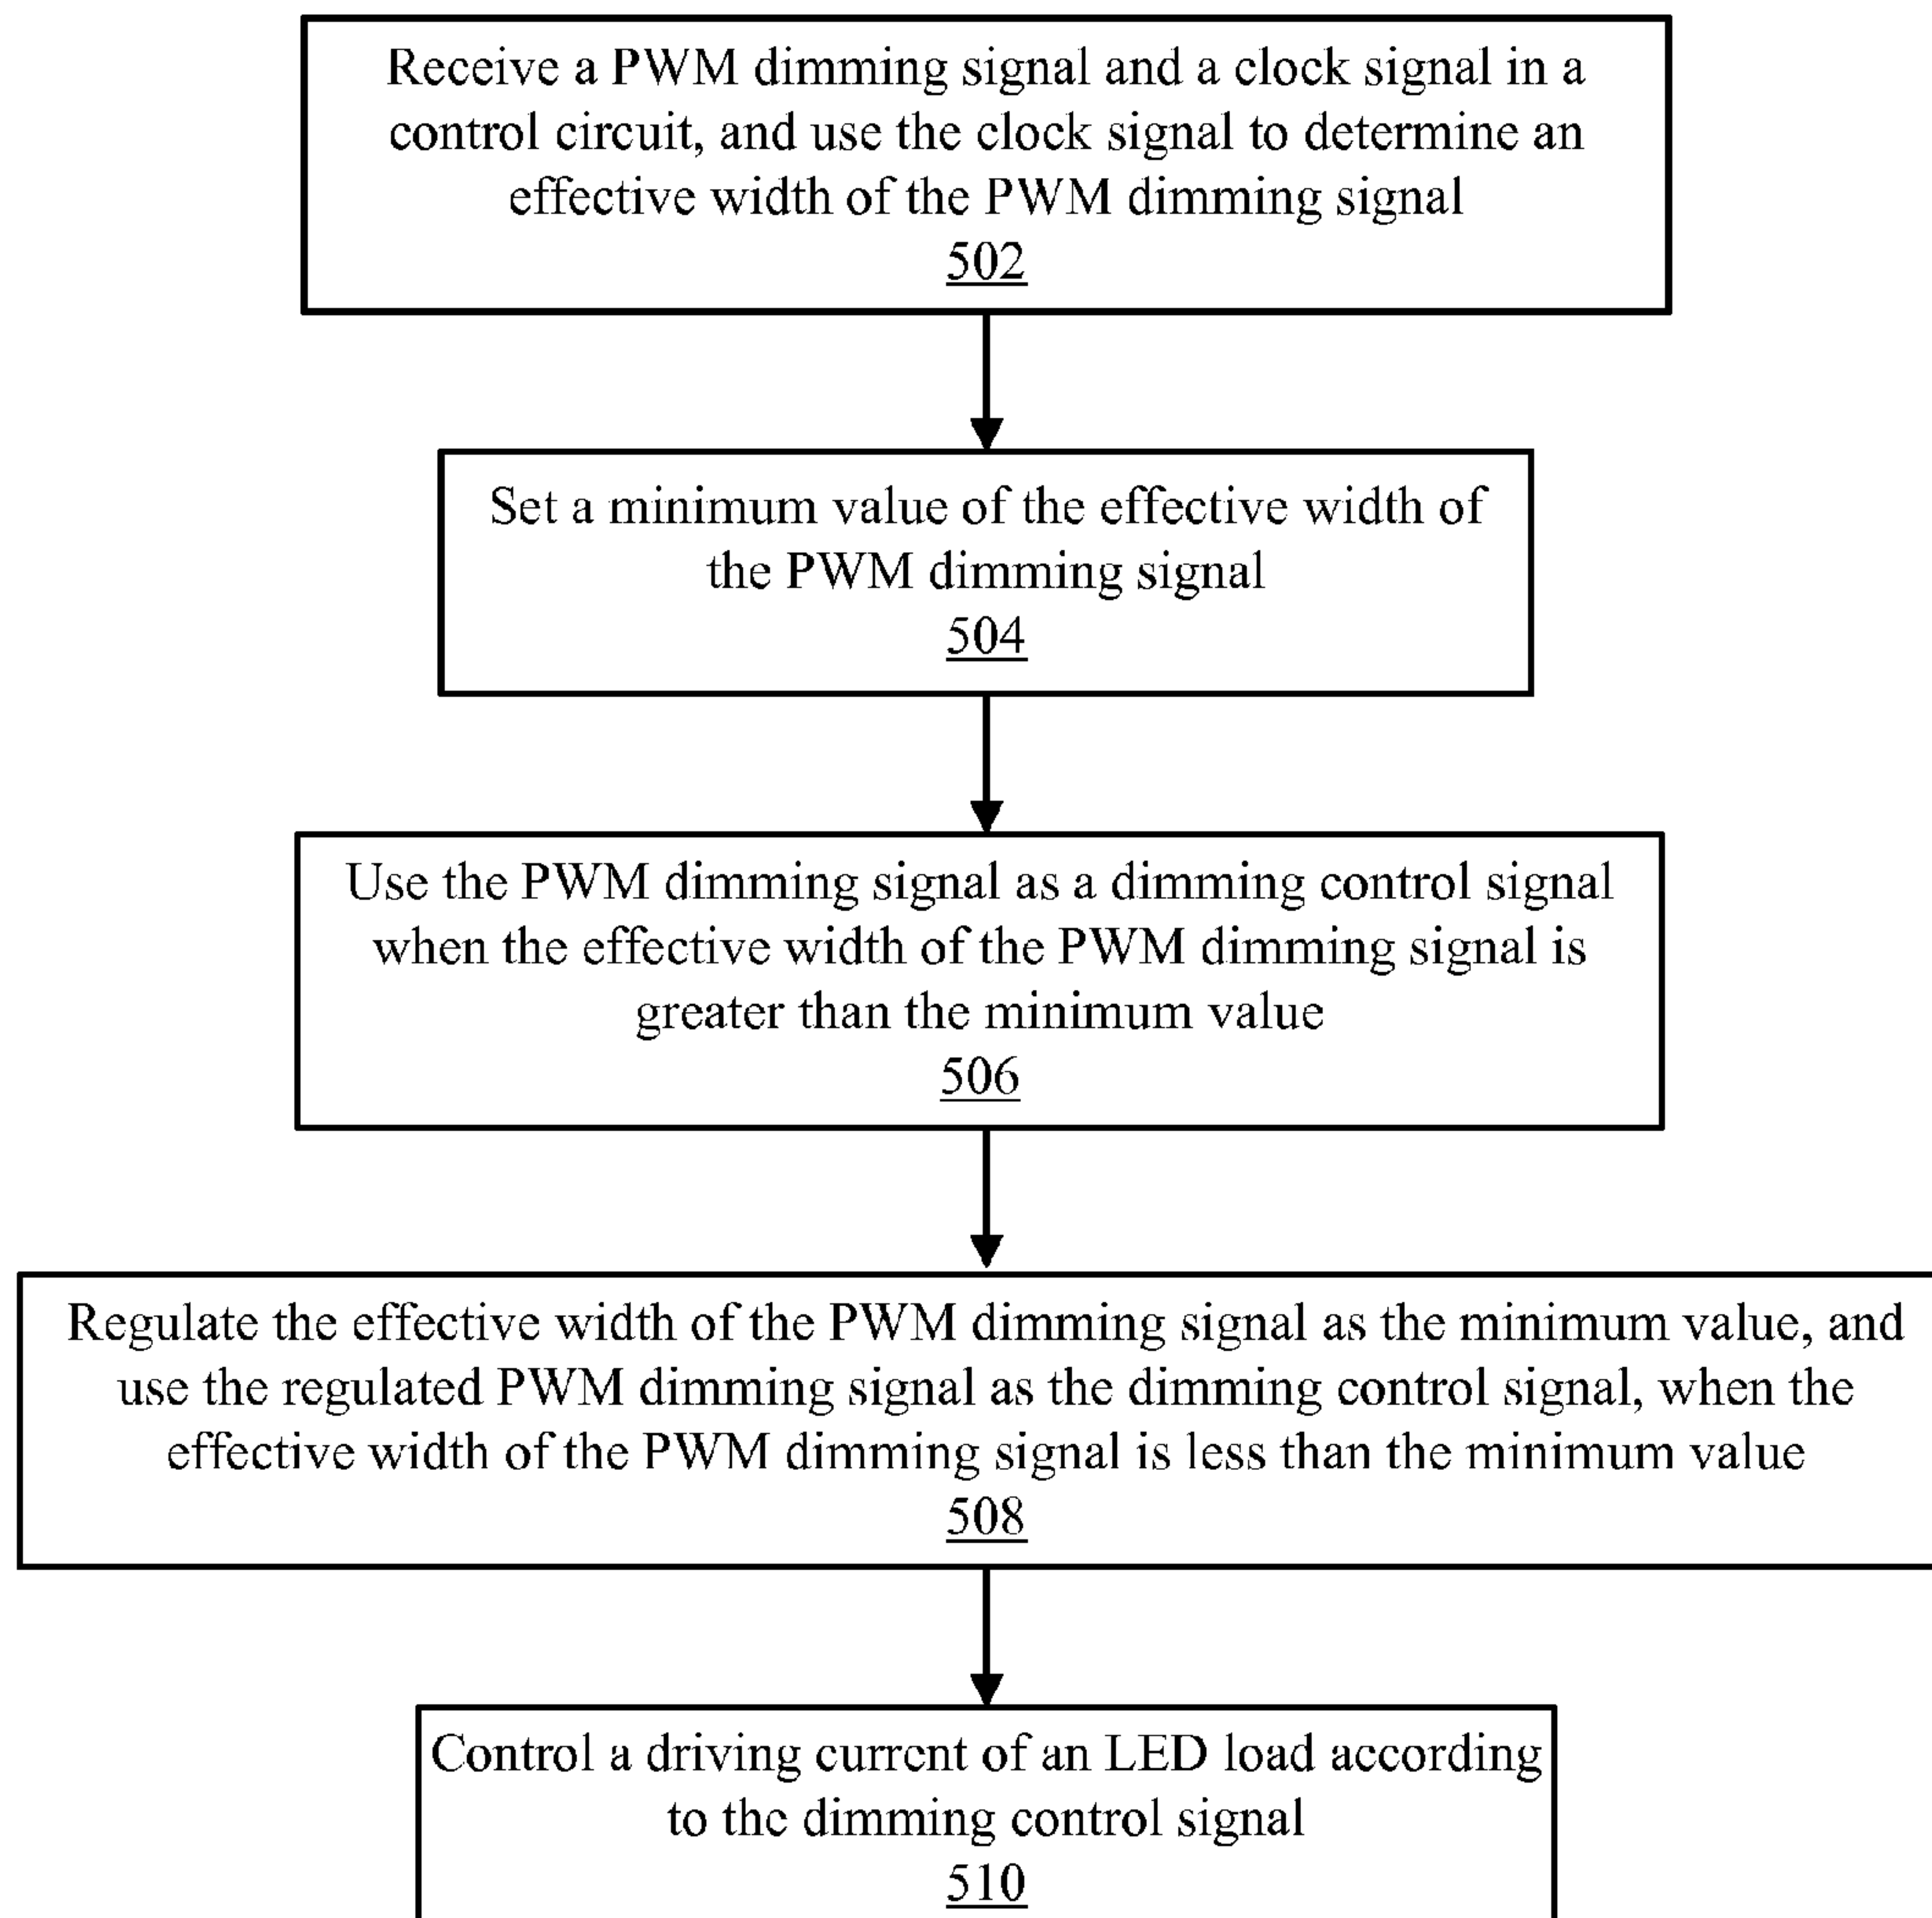 Receive a PWM dimming signal and a clock signal in a
control circuit, and use the clock signal to determine an
effective width of the PWM dimming signal
502
Set a minimum value of the effective width of
the PWM dimming signal
504
Use the PWM dimming signal as a dimming control signal
when the effective width of the PWM dimming signal is
greater than the minimum value
506
Regulate the effective width of the PWM dimming signal as the minimum value, and
use the regulated PWM dimming signal as the dimming control signal, when the
effective width of the PWM dimming signal is less than the minimum value
508
Control a driving current of an LED load according
to the dimming control signal
510